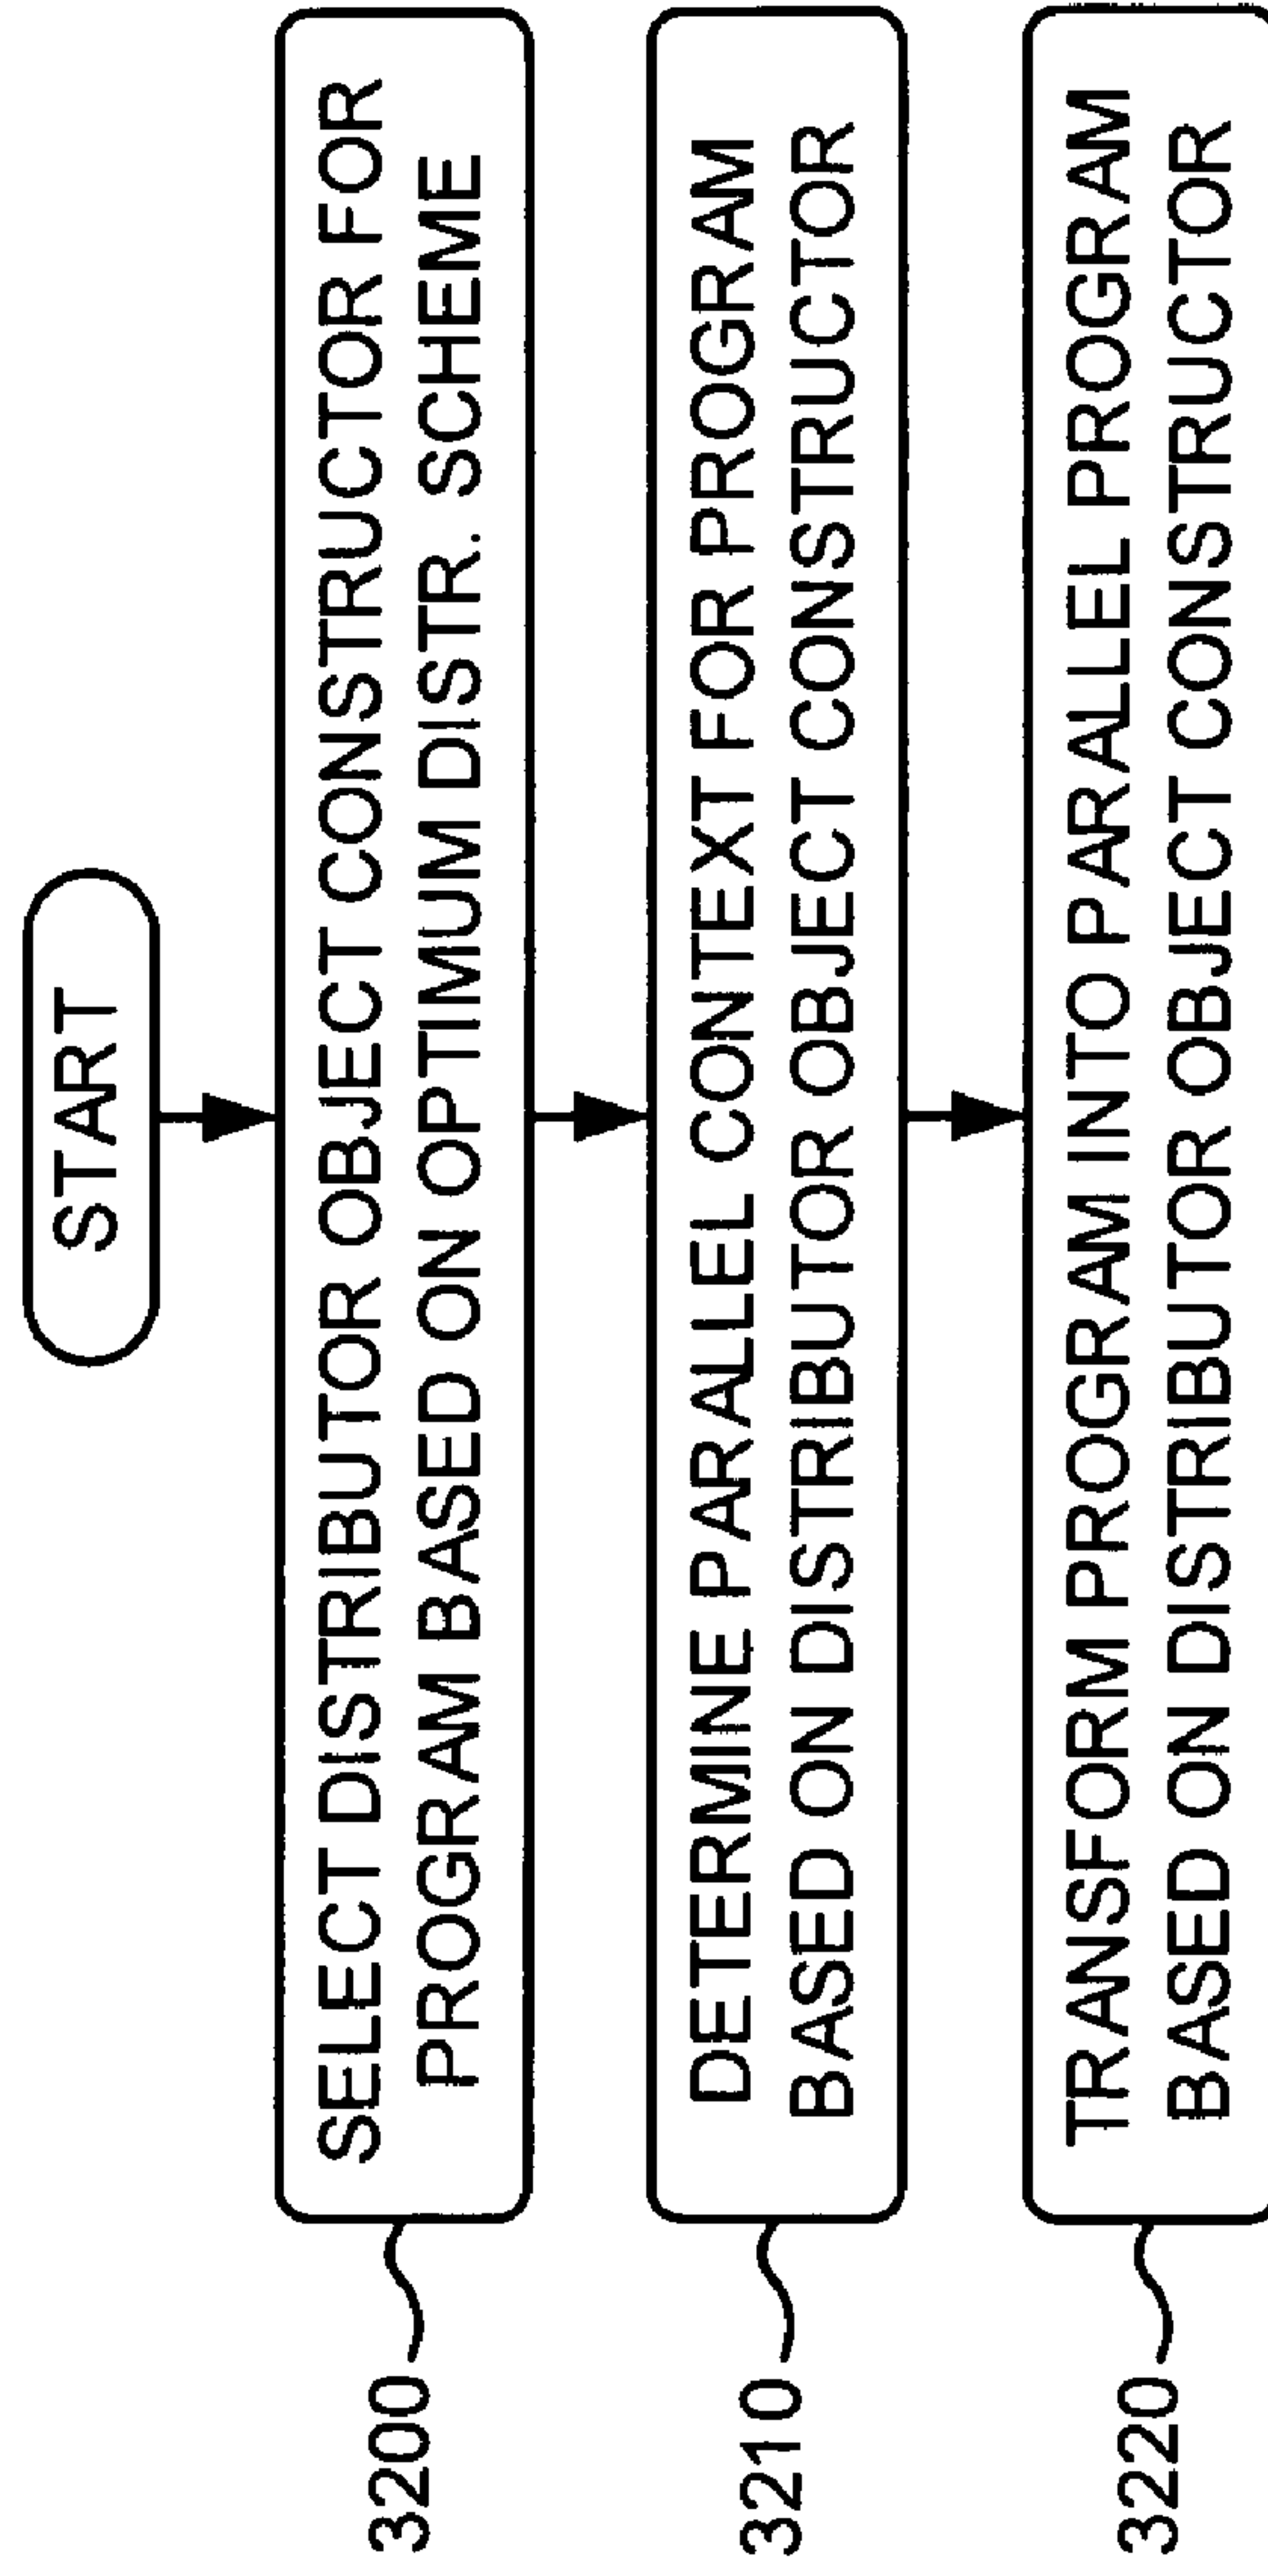 START
SELECT DISTRIBUTOR OBJECT CONSTRUCTOR FOR
PROGRAM BASED ON OPTIMUM DISTR. SCHEME
3200
DETERMINE PARALLEL CONTEXT FOR PROGRAM
BASED ON DISTRIBUTOR OBJECT CONSTRUCTOR
3210
TRANSFORM PROGRAM INTO PARALLEL PROGRAM
BASED ON DISTRIBUTOR OBJECT CONSTRUCTOR
3220